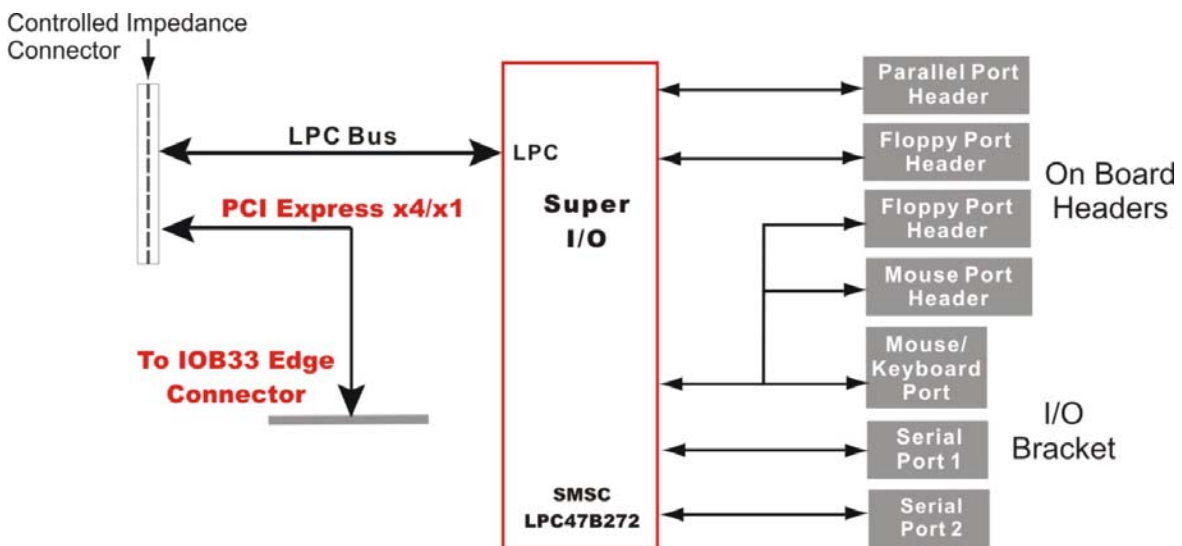 Controlled Impedance
Connector
LPC Bus
PCI Express x4/x1
To IOB33 Edge
Connector
LPC
Super
I/O
SMSC
LPC47B272
Parallel Port
Header
Floppy Port
Header
Floppy Port
Header
Mouse Port
Header
Mouse/
Keyboard
Port
Serial
Port 1
Serial
Port 2
On Board
Headers
I/O
Bracket